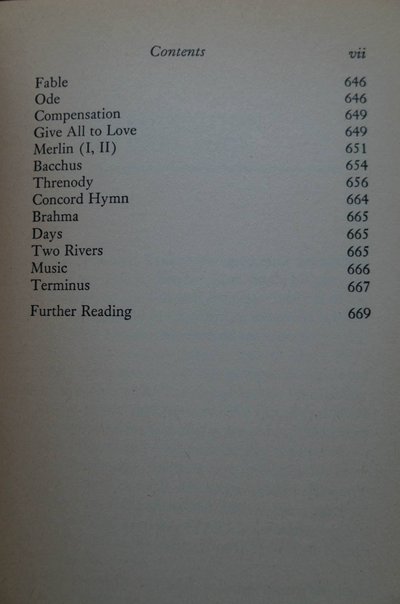 Contents vii
Fable 646
Ode 646
Compensation 649
Give All to Love 649
Merlin (I, II) 651
Bacchus 654
Threnody 656
Concord Hymn 664
Brahma 665
Days 665
Two Rivers 665
Music 666
Terminus 667
Further Reading 669